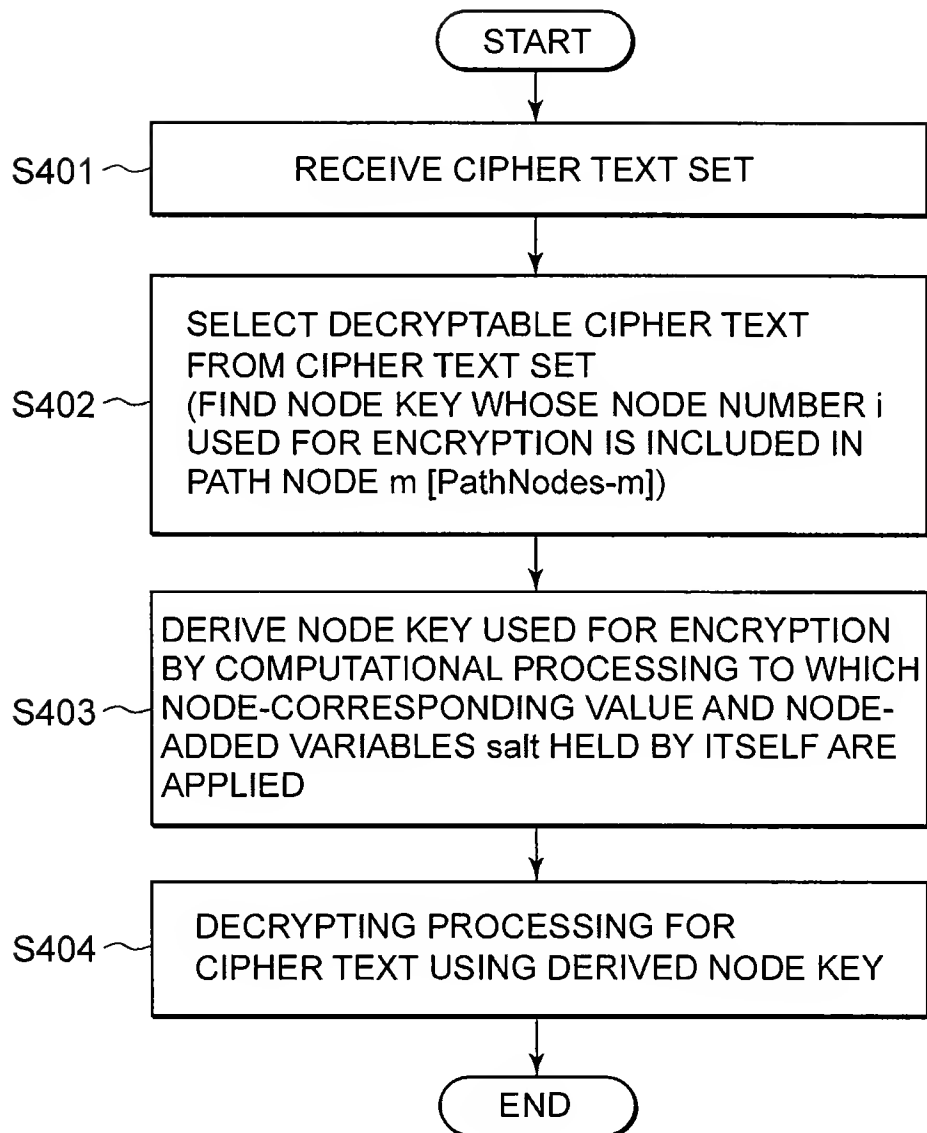 START
S401
RECEIVE CIPHER TEXT SET
S402
SELECT DECRYPTABLE CIPHER TEXT
FROM CIPHER TEXT SET
(FIND NODE KEY WHOSE NODE NUMBER i
USED FOR ENCRYPTION IS INCLUDED IN
PATH NODE m [PathNodes-m])
S403
DERIVE NODE KEY USED FOR ENCRYPTION
BY COMPUTATIONAL PROCESSING TO WHICH
NODE-CORRESPONDING VALUE AND NODE-
ADDED VARIABLES salt HELD BY ITSELF ARE
APPLIED
S404
DECRYPTING PROCESSING FOR
CIPHER TEXT USING DERIVED NODE KEY
END